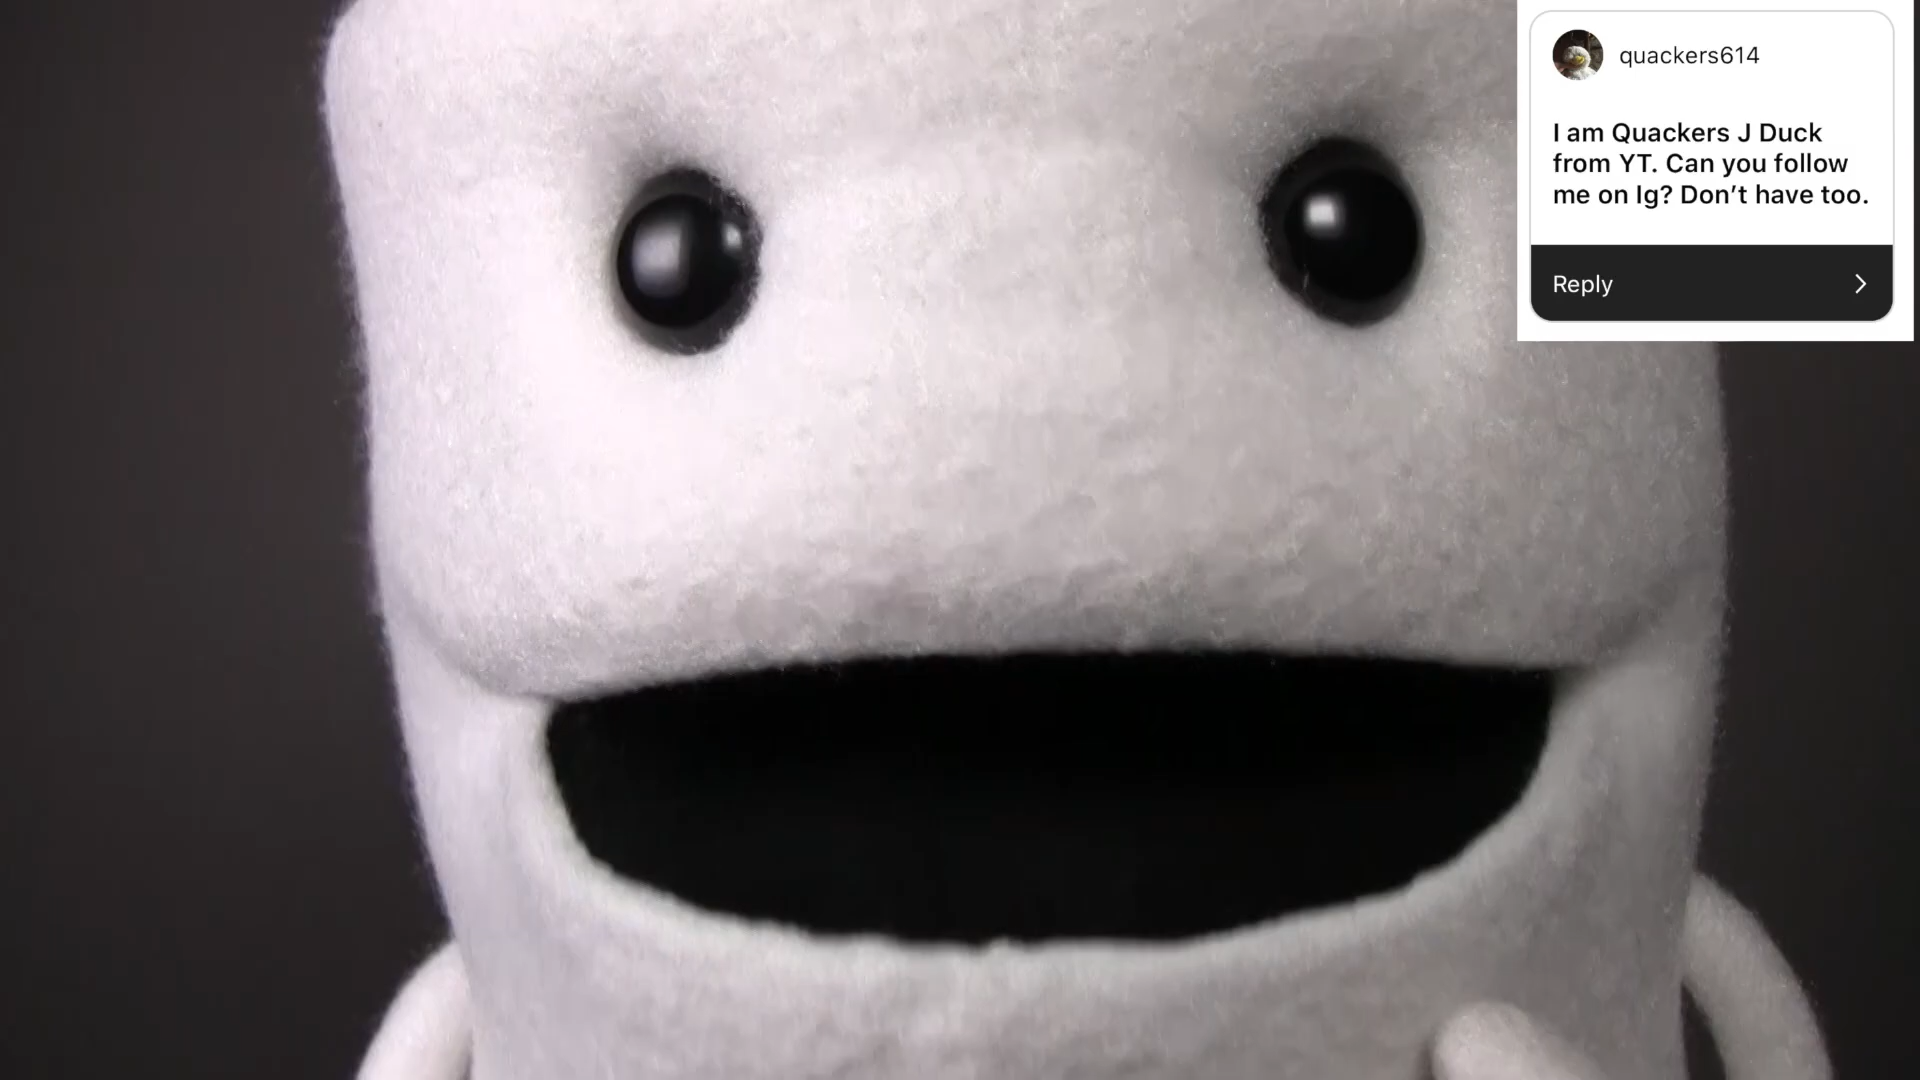 quackers614
I am Quackers J Duck
from YT. Can you follow
me on Ig? Don’t have too.
Reply